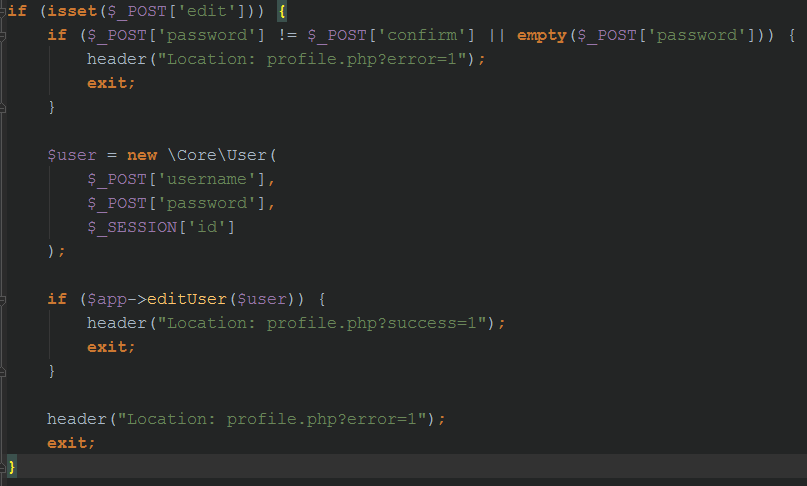 if (isset($_POST['edit'])) {
    if ($_POST['password'] != $_POST['confirm'] || empty($_POST['password'])) {
        header("Location: profile.php?error=1");
        exit;
    }

    $user = new \Core\User(
        $_POST['username'],
        $_POST['password'],
        $_SESSION['id']
    );

    if ($app->editUser($user)) {
        header("Location: profile.php?success=1");
        exit;
    }

    header("Location: profile.php?error=1");
    exit;
}